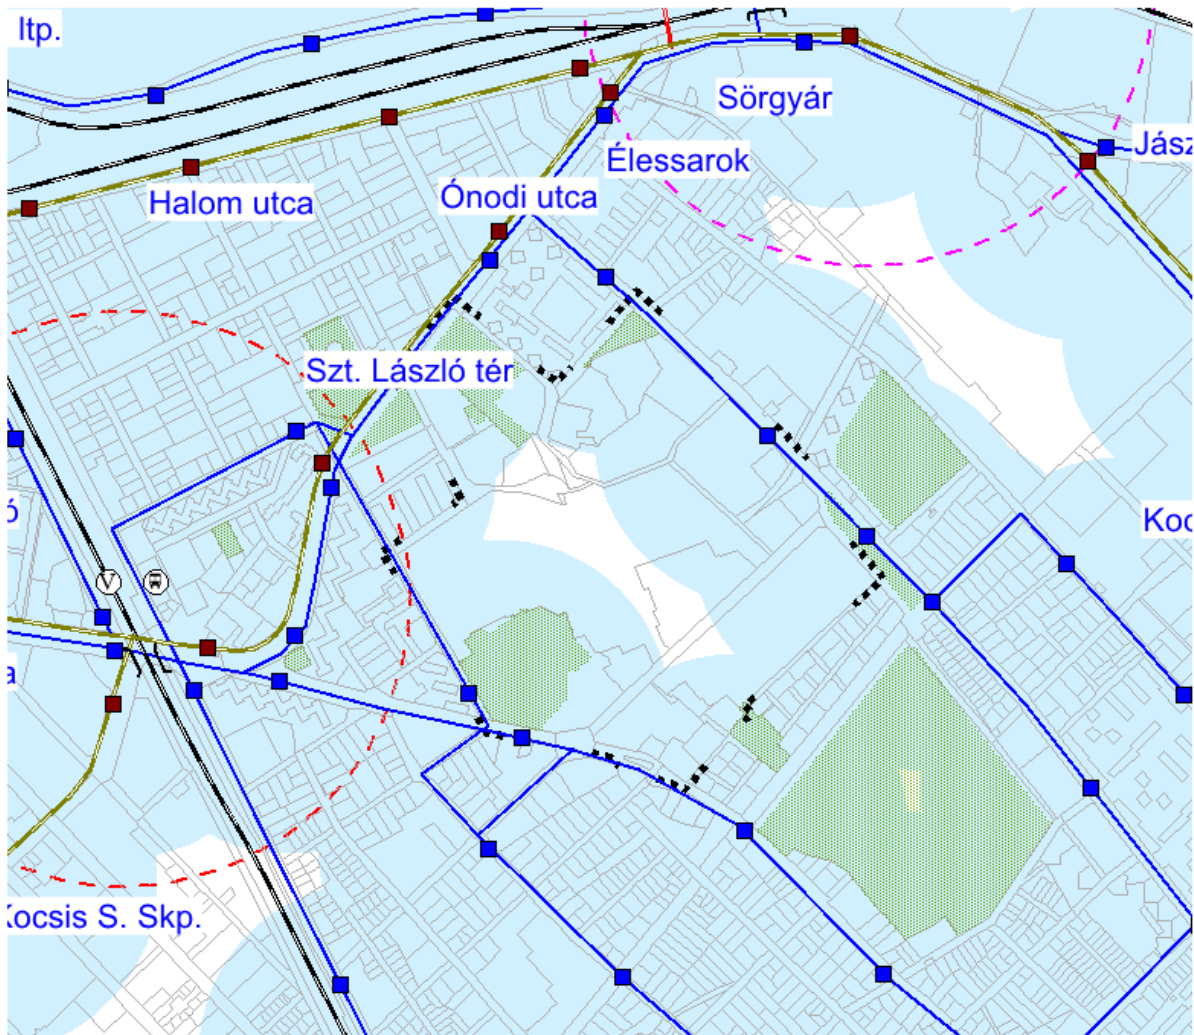 ltp.
Sörgyár
Jász
Élessarok
Halom utca
Ónodi utca
Szt. László tér
ó
Koc
V
a
Kocsis S. Skp.